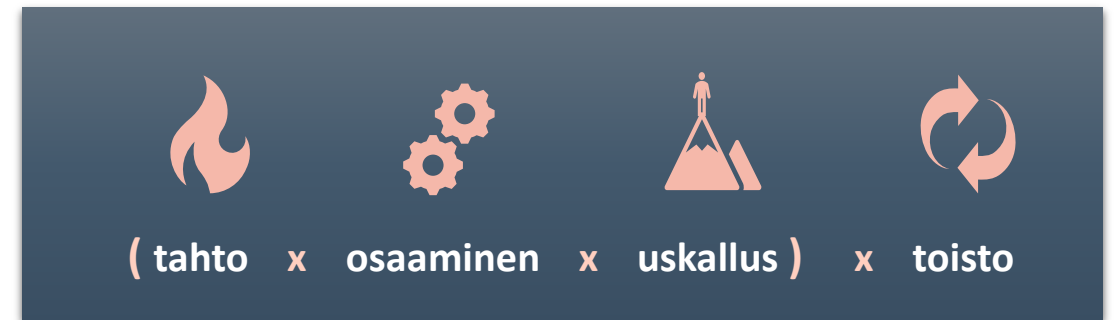 ( tahto x osaaminen x uskallus ) x toisto